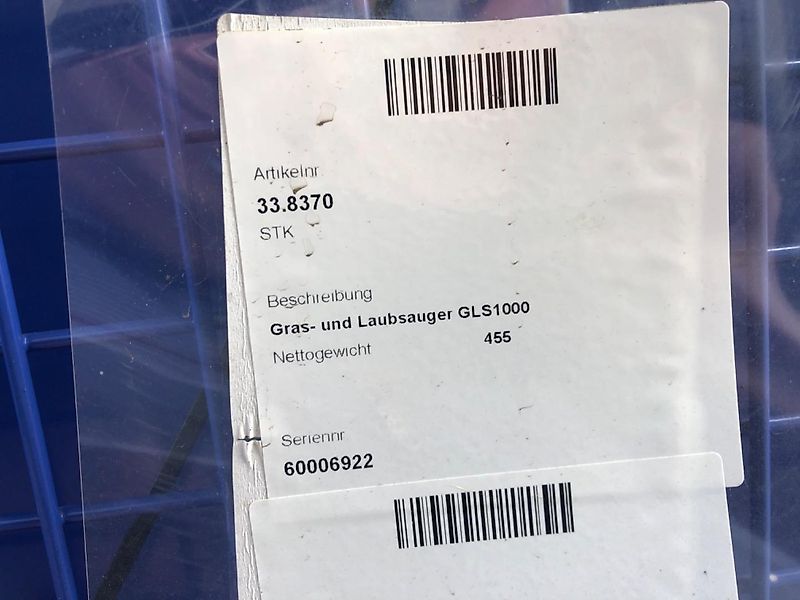 Artikelnr
33.8370
STK
Beschreibung
Gras- und Laubsauger GLS1000
Nettogewicht 455
Seriennr
60006922